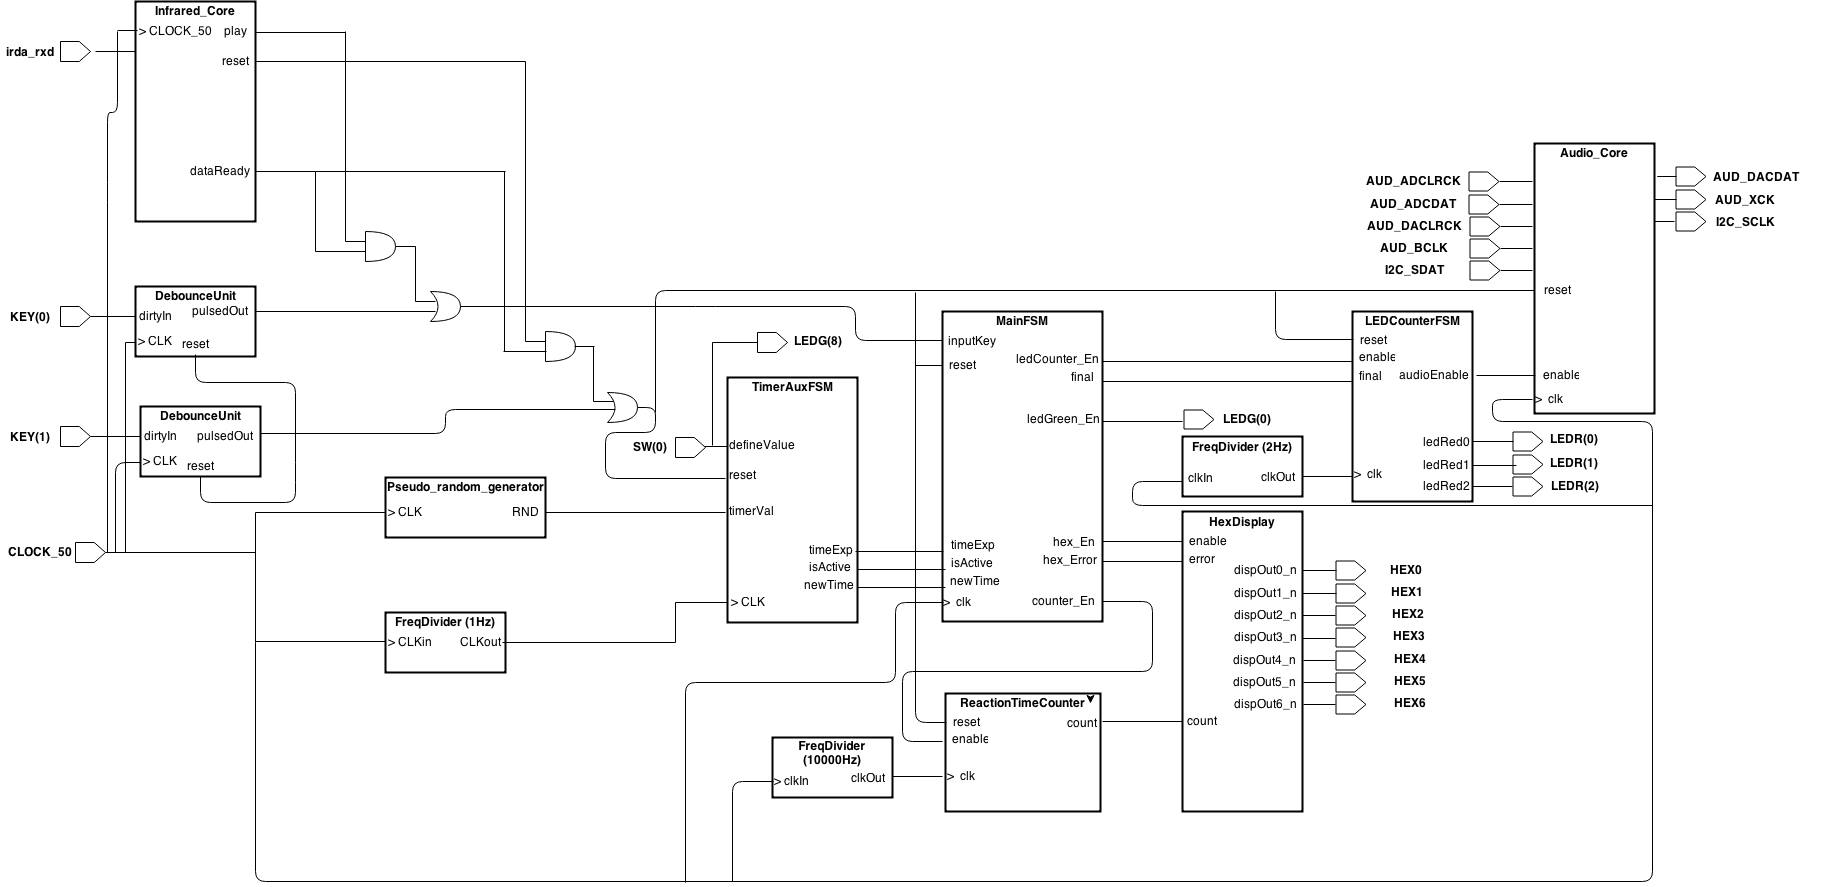 Infrared_Core
> CLOCK_50 play
irda_rxd
reset
dataReady
DebounceUnit
pulsedOut
KEY(0)
dirtyIn
> CLK reset
DebounceUnit
KEY(1)
dirtyIn pulsedOut
> CLK
reset
CLOCK_50
Pseudo_random_generator
> CLK RND
FreqDivider (1Hz)
> CLKin CLKout
LEDG(8)
SW(0)
TimerAuxFSM
defineValue
reset
timerVal
timeExp
isActive
newTime
> CLK
MainFSM
inputKey
reset
ledCounter_En
final
ledGreen_En
timeExp
isActive
newTime
> clk
hex_En
hex_Error
counter_En
LEDG(0)
FreqDivider (2Hz)
clkIn clkOut
FreqDivider
(10000Hz)
> clkIn clkOut
ReactionTimeCounter
reset
count
enable
> clk
HexDisplay
enable
error
dispOut0_n
dispOut1_n
dispOut2_n
dispOut3_n
dispOut4_n
dispOut5_n
dispOut6_n
count
HEX0
HEX1
HEX2
HEX3
HEX4
HEX5
HEX6
LEDCounterFSM
reset
enable
final
audioEnable
ledRed0
ledRed1
ledRed2
> clk
LEDR(0)
LEDR(1)
LEDR(2)
Audio_Core
AUD_ADCLRCK
AUD_ADCDAT
AUD_DACLRCK
AUD_BCLK
I2C_SDAT
reset
enable
> clk
AUD_DACDAT
AUD_XCK
I2C_SCLK